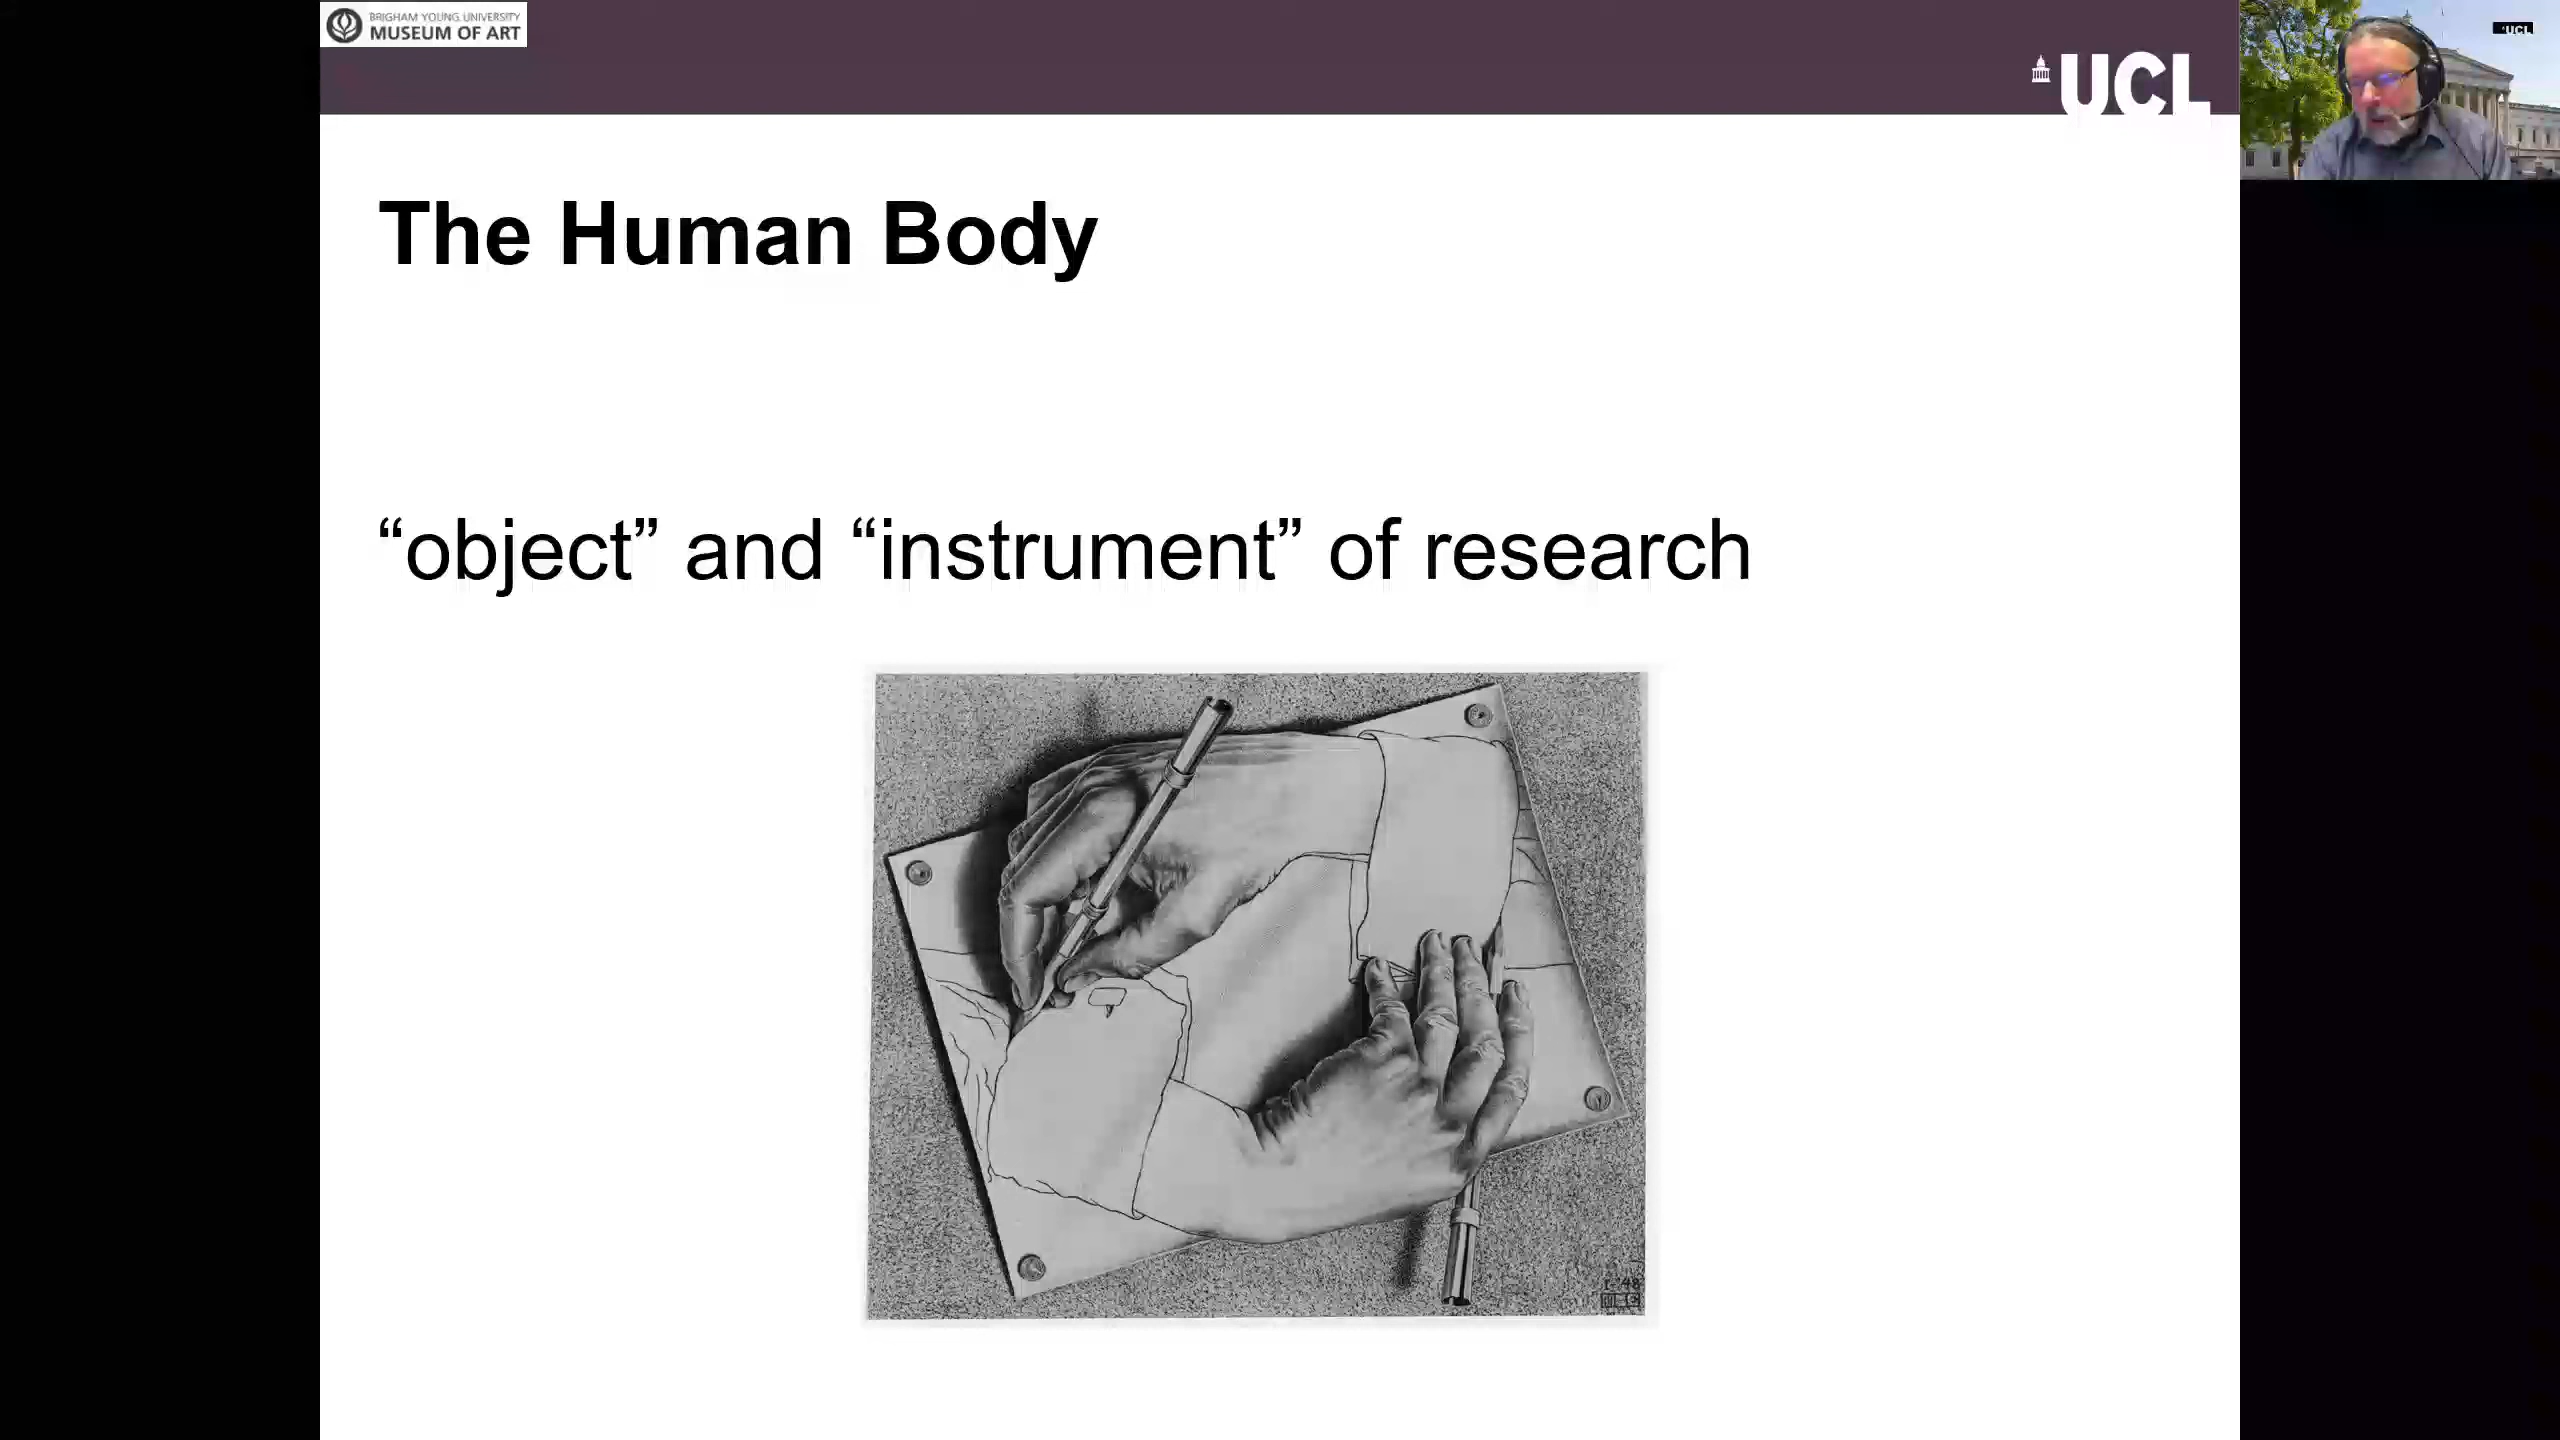 BRIGHAM YOUNG UNIVERSITY
MUSEUM OF ART
UCL
UCL
The Human Body
“object” and “instrument” of research